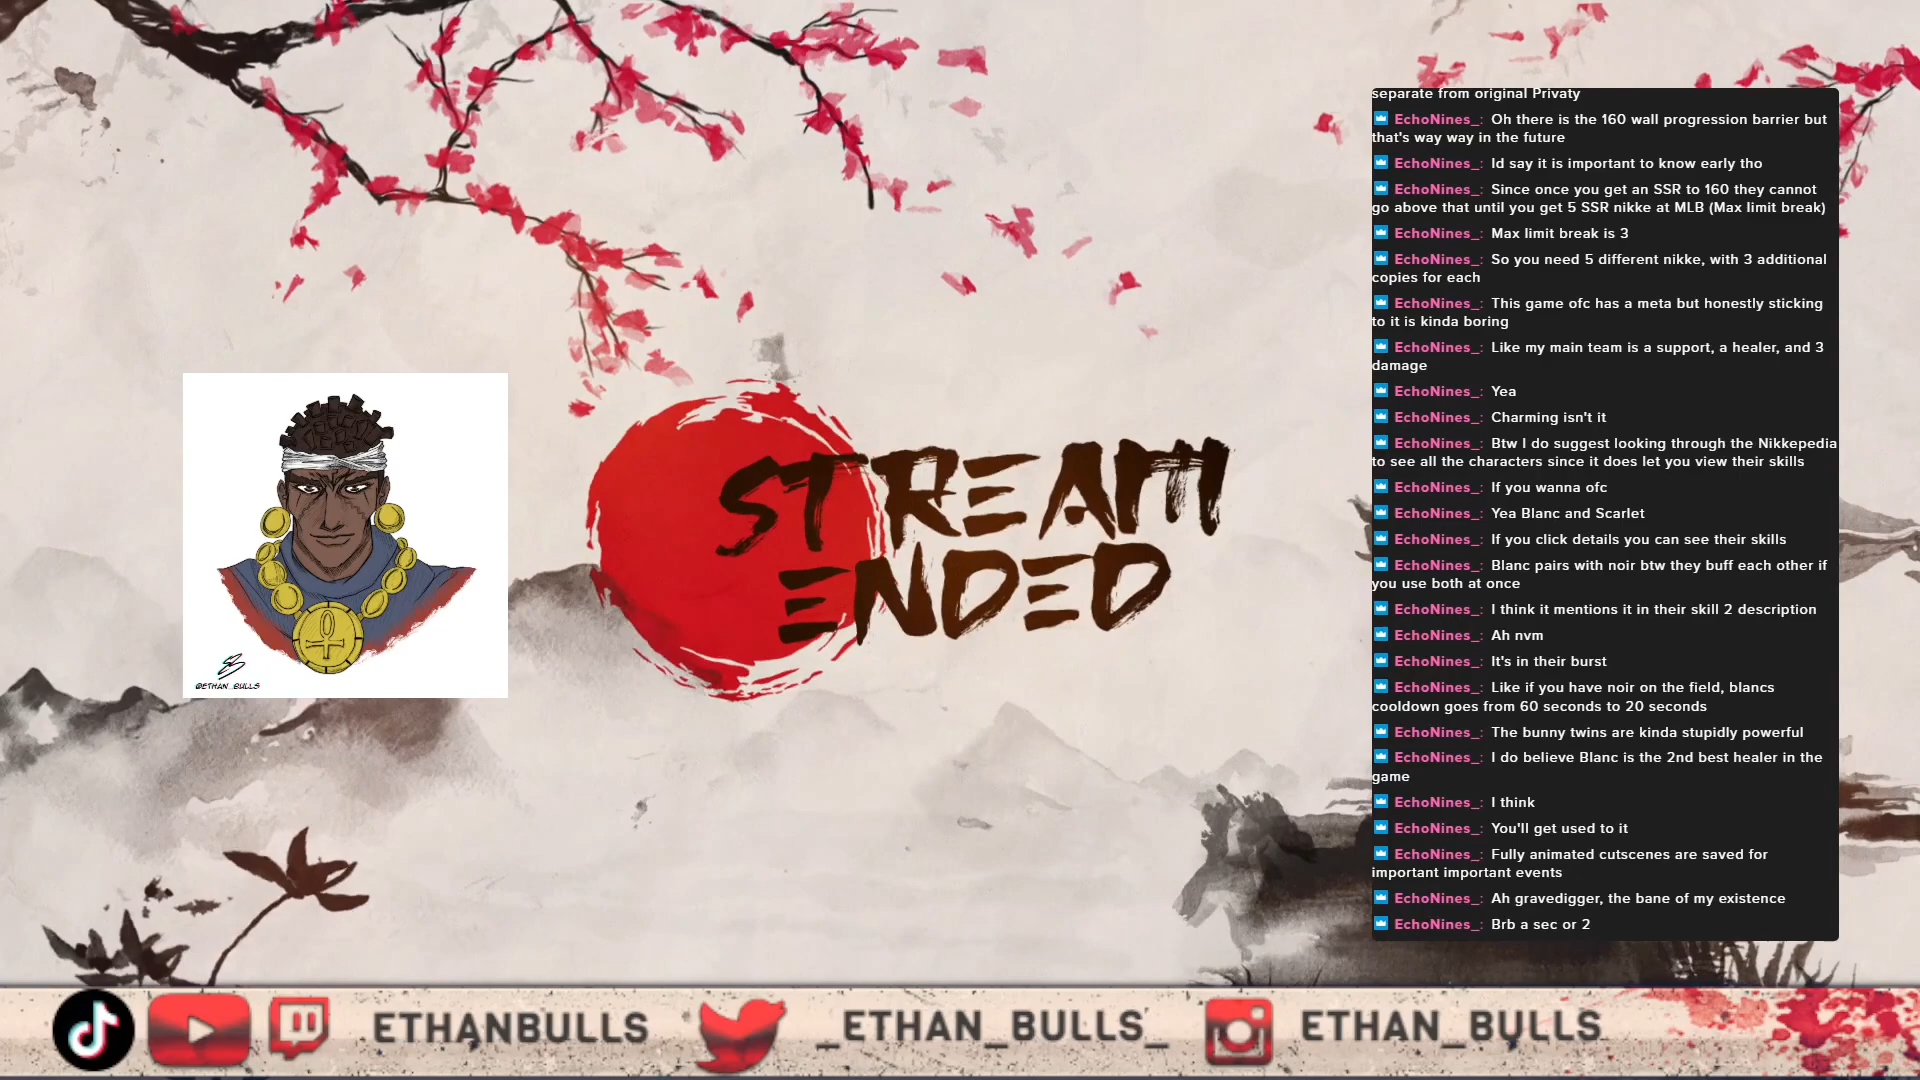 separate from original Privaty
EchoNines_: Oh there is the 160 wall progression barrier but
that's way way in the future
EchoNines_: Id say it is important to know early tho
EchoNines_: Since once you get an SSR to 160 they cannot
go above that until you get 5 SSR nikke at MLB (Max limit break)
EchoNines_: Max limit break is 3
EchoNines_: So you need 5 different nikke, with 3 additional
copies for each
EchoNines_: This game ofc has a meta but honestly sticking
to it is kinda boring
EchoNines_: Like my main team is a support, a healer, and 3
damage
EchoNines_: Yea
EchoNines_: Charming isn't it
EchoNines_: Btw I do suggest looking through the Nikkepedia
to see all the characters since it does let you view their skills
EchoNines_: If you wanna ofc
EchoNines_: Yea Blanc and Scarlet
EchoNines_: If you click details you can see their skills
EchoNines_: Blanc pairs with noir btw they buff each other if
you use both at once
EchoNines_: I think it mentions it in their skill 2 description
EchoNines_: Ah nvm
EchoNines_: It's in their burst
EchoNines_: Like if you have noir on the field, blancs
cooldown goes from 60 seconds to 20 seconds
EchoNines_: The bunny twins are kinda stupidly powerful
EchoNines_: I do believe Blanc is the 2nd best healer in the
game
EchoNines_: I think
EchoNines_: You'll get used to it
EchoNines_: Fully animated cutscenes are saved for
important important events
EchoNines_: Ah gravedigger, the bane of my existence
EchoNines_: Brb a sec or 2
STREAM
ENDED
@ETHAN_BULLS
ETHANBULLS
_ETHAN_BULLS_
ETHAN_BULLS